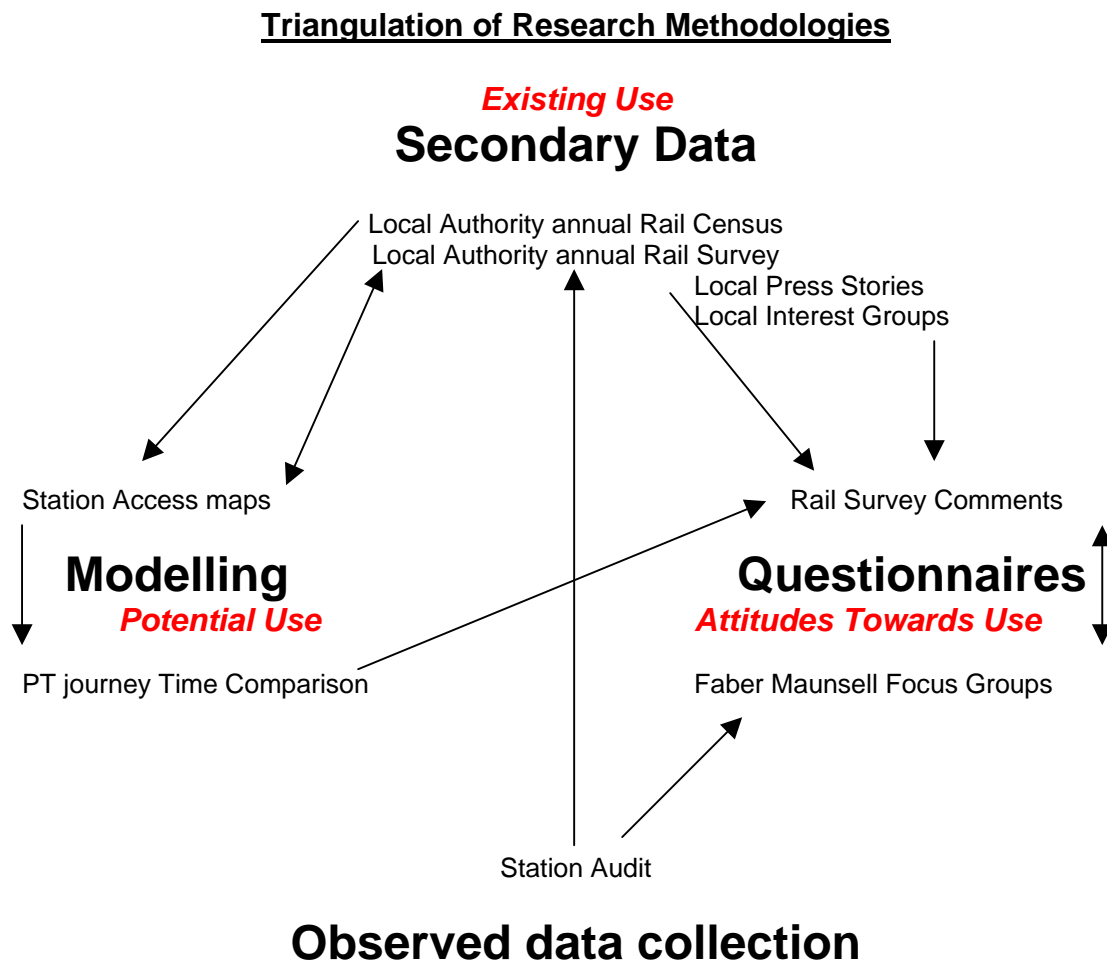 Triangulation of Research Methodologies
Existing Use
Secondary Data
Local Authority annual Rail Census
Local Authority annual Rail Survey
Local Press Stories
Local Interest Groups
Station Access maps
Rail Survey Comments
Modelling
Questionnaires
Potential Use
Attitudes Towards Use
PT journey Time Comparison
Faber Maunsell Focus Groups
Station Audit
Observed data collection